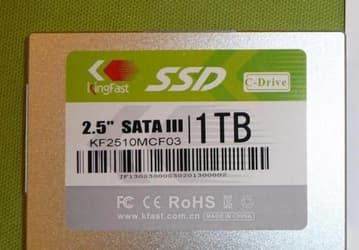 KingFast
SSD
C-Drive
2.5" SATA III
1TB
KF2510MCF03
FC CE RoHS
www.kfast.com.cn MADE IN CHINA